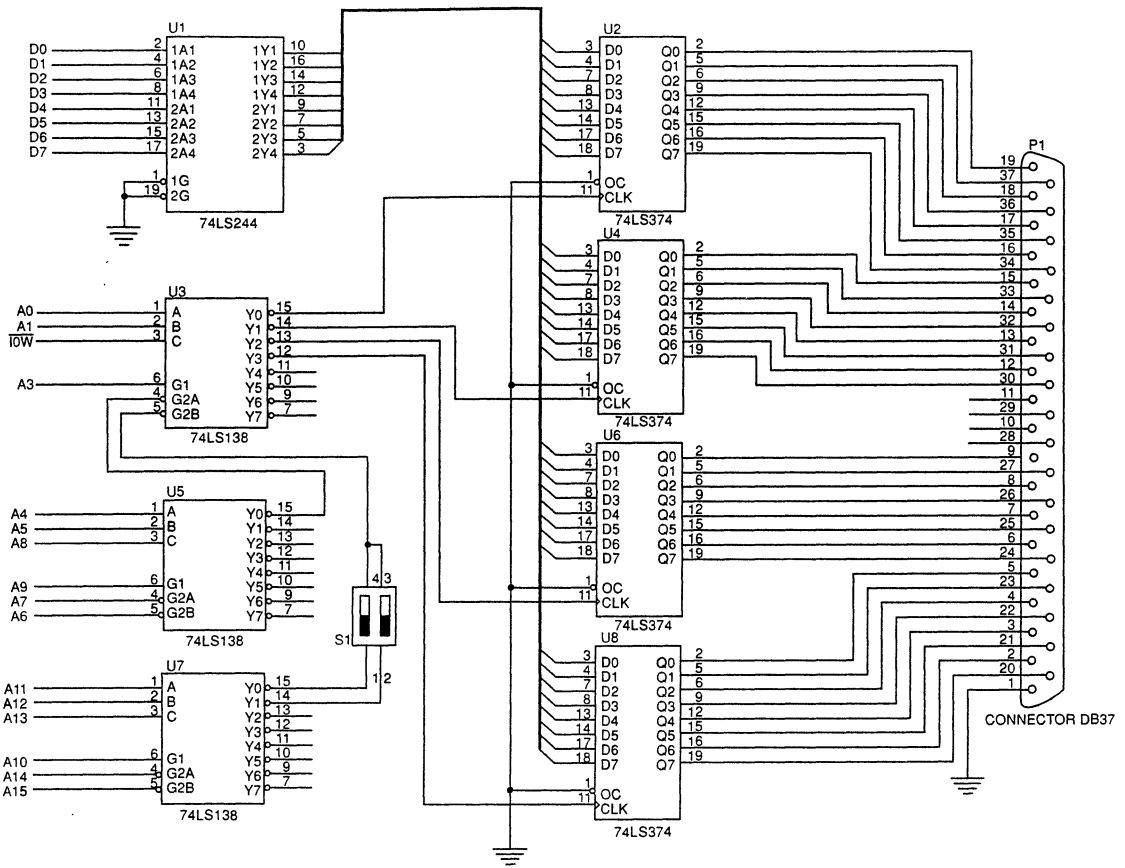 U1
D0 2 1A1 1Y1 10
D1 4 1A2 1Y2 16
D2 6 1A3 1Y3 14
D3 8 1A4 1Y4 12
D4 11 2A1 2Y1 9
D5 13 2A2 2Y2 7
D6 15 2A3 2Y3 5
D7 17 2A4 2Y4 3
1 1G
19 2G
74LS244
U2
3 D0 Q0 2
4 D1 Q1 5
7 D2 Q2 6
8 D3 Q3 9
13 D4 Q4 12
14 D5 Q5 15
17 D6 Q6 16
18 D7 Q7 19
1 OC
11 CLK
74LS374
U3
A0 1 A Y0 15
A1 2 B Y1 14
I0W 3 C Y2 13
Y3 12
Y4 11
A3 6 G1 Y5 10
4 G2A Y6 9
5 G2B Y7 7
74LS138
U4
3 D0 Q0 2
4 D1 Q1 5
7 D2 Q2 6
8 D3 Q3 9
13 D4 Q4 12
14 D5 Q5 15
17 D6 Q6 16
18 D7 Q7 19
1 OC
11 CLK
74LS374
U5
A4 1 A Y0 15
A5 2 B Y1 14
A8 3 C Y2 13
Y3 12
Y4 11
A9 6 G1 Y5 10
A7 4 G2A Y6 9
A6 5 G2B Y7 7
74LS138
4 3
S1
1 2
U6
3 D0 Q0 2
4 D1 Q1 5
7 D2 Q2 6
8 D3 Q3 9
13 D4 Q4 12
14 D5 Q5 15
17 D6 Q6 16
18 D7 Q7 19
1 OC
11 CLK
74LS374
U7
A11 1 A Y0 15
A12 2 B Y1 14
A13 3 C Y2 13
Y3 12
Y4 11
A10 6 G1 Y5 10
A14 4 G2A Y6 9
A15 5 G2B Y7 7
74LS138
U8
3 D0 Q0 2
4 D1 Q1 5
7 D2 Q2 6
8 D3 Q3 9
13 D4 Q4 12
14 D5 Q5 15
17 D6 Q6 16
18 D7 Q7 19
1 OC
11 CLK
74LS374
P1
19
37
18
36
17
35
16
34
15
33
14
32
13
31
12
30
11
29
10
28
9
27
8
26
7
25
6
24
5
23
4
22
3
21
2
20
1
CONNECTOR DB37